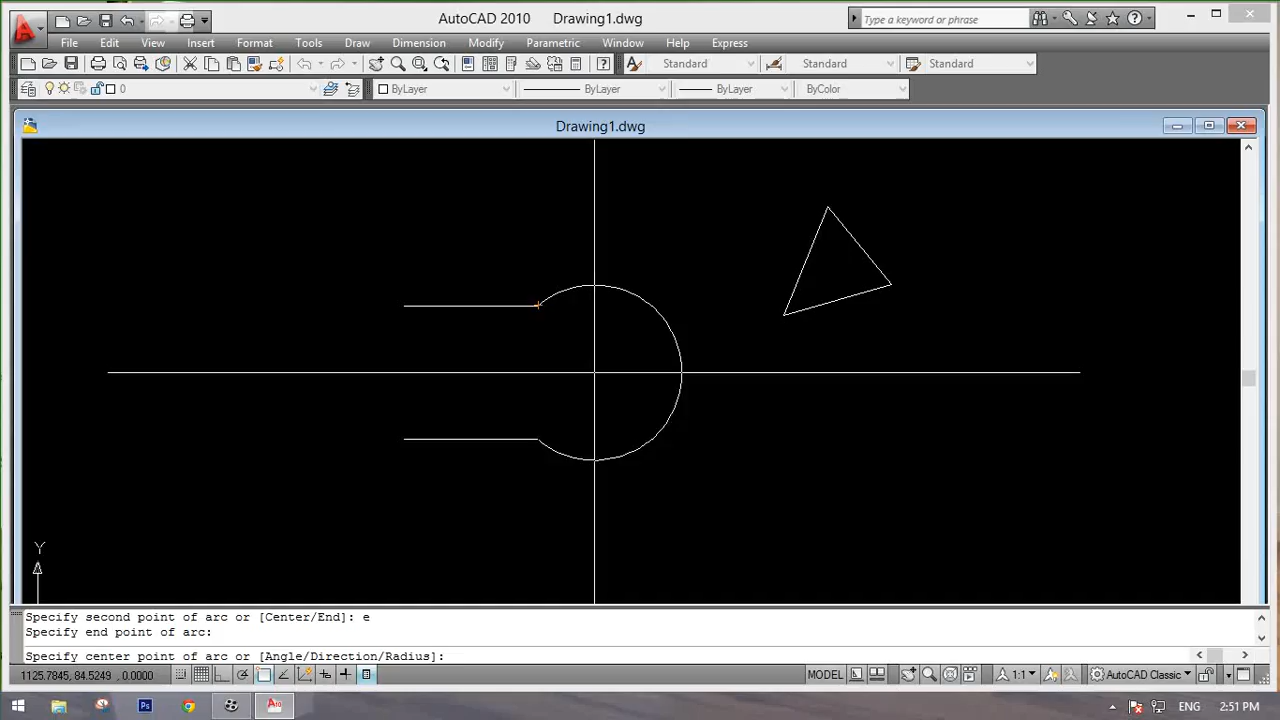 AutoCAD 2010 Drawing1.dwg
Type a keyword or phrase
File Edit View Insert Format Tools Draw Dimension Modify Parametric Window Help Express
Standard Standard Standard
0 ByLayer ByLayer ByLayer ByColor
Drawing1.dwg
Y
Specify second point of arc or [Center/End]: e
Specify end point of arc:
Specify center point of arc or [Angle/Direction/Radius]:
1125.7845, 84.5249 , 0.0000 MODEL 1:1 AutoCAD Classic
Ps A10 ENG 2:51 PM